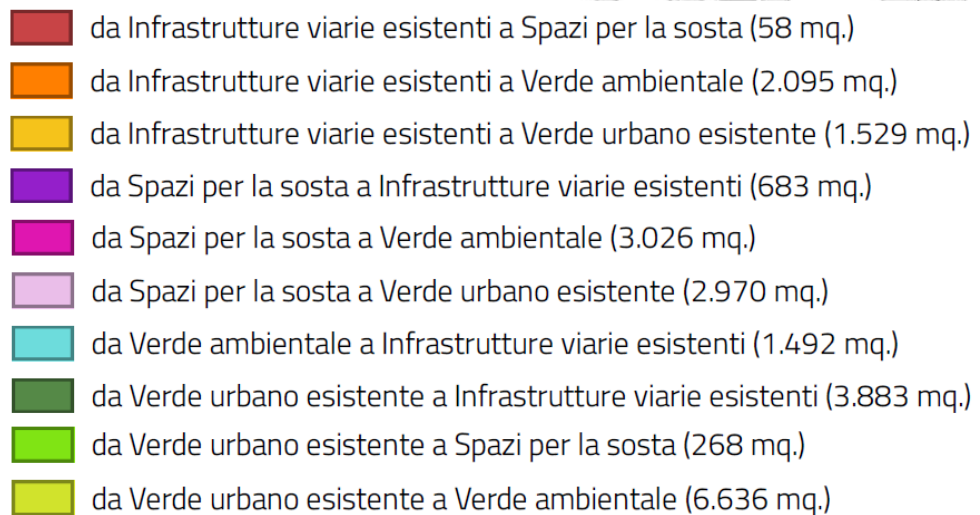 da Infrastrutture viarie esistenti a Spazi per la sosta (58 mq.)
da Infrastrutture viarie esistenti a Verde ambientale (2.095 mq.)
da Infrastrutture viarie esistenti a Verde urbano esistente (1.529 mq.)
da Spazi per la sosta a Infrastrutture viarie esistenti (683 mq.)
da Spazi per la sosta a Verde ambientale (3.026 mq.)
da Spazi per la sosta a Verde urbano esistente (2.970 mq.)
da Verde ambientale a Infrastrutture viarie esistenti (1.492 mq.)
da Verde urbano esistente a Infrastrutture viarie esistenti (3.883 mq.)
da Verde urbano esistente a Spazi per la sosta (268 mq.)
da Verde urbano esistente a Verde ambientale (6.636 mq.)